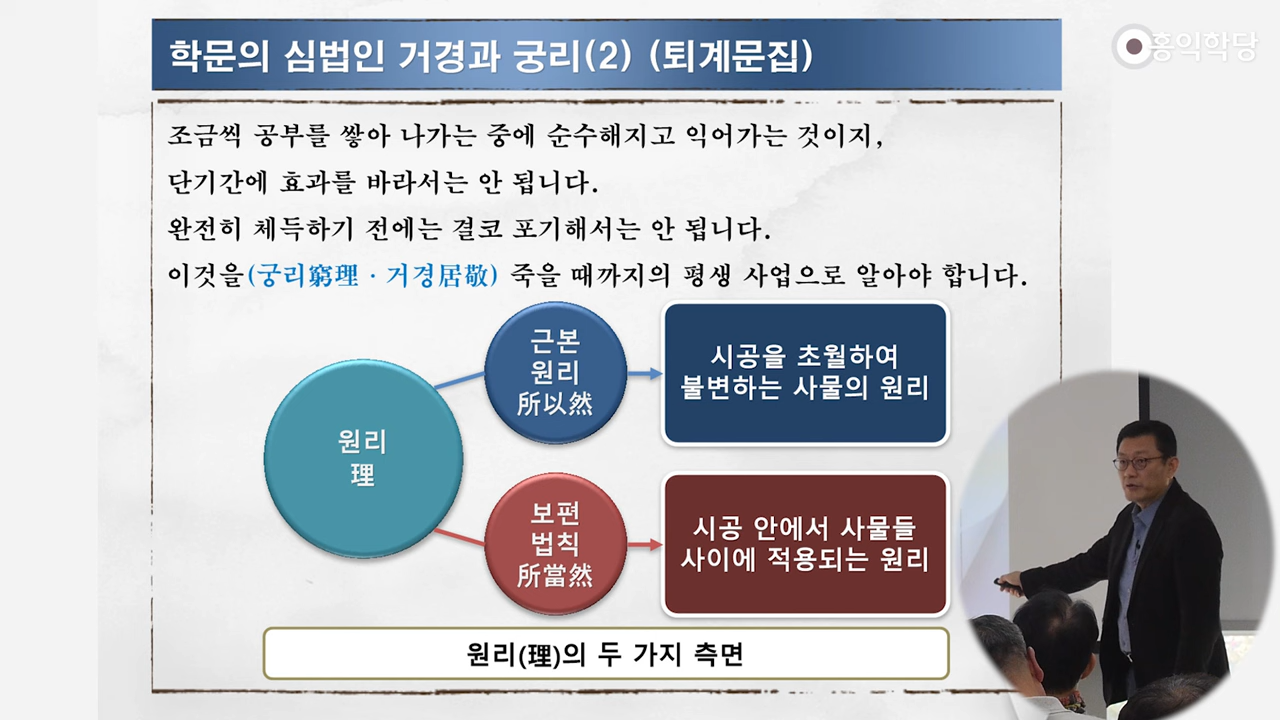 학문의 심법인 거경과 궁리(2) (퇴계문집)
홍익학당
조금씩 공부를 쌓아 나가는 중에 순수해지고 익어가는 것이지,
단기간에 효과를 바라서는 안 됩니다.
완전히 체득하기 전에는 결코 포기해서는 안 됩니다.
이것을(궁리窮理 · 거경居敬) 죽을 때까지의 평생 사업으로 알아야 합니다.
원리
理
근본
원리
所以然
시공을 초월하여
불변하는 사물의 원리
보편
법칙
所當然
시공 안에서 사물들
사이에 적용되는 원리
원리(理)의 두 가지 측면